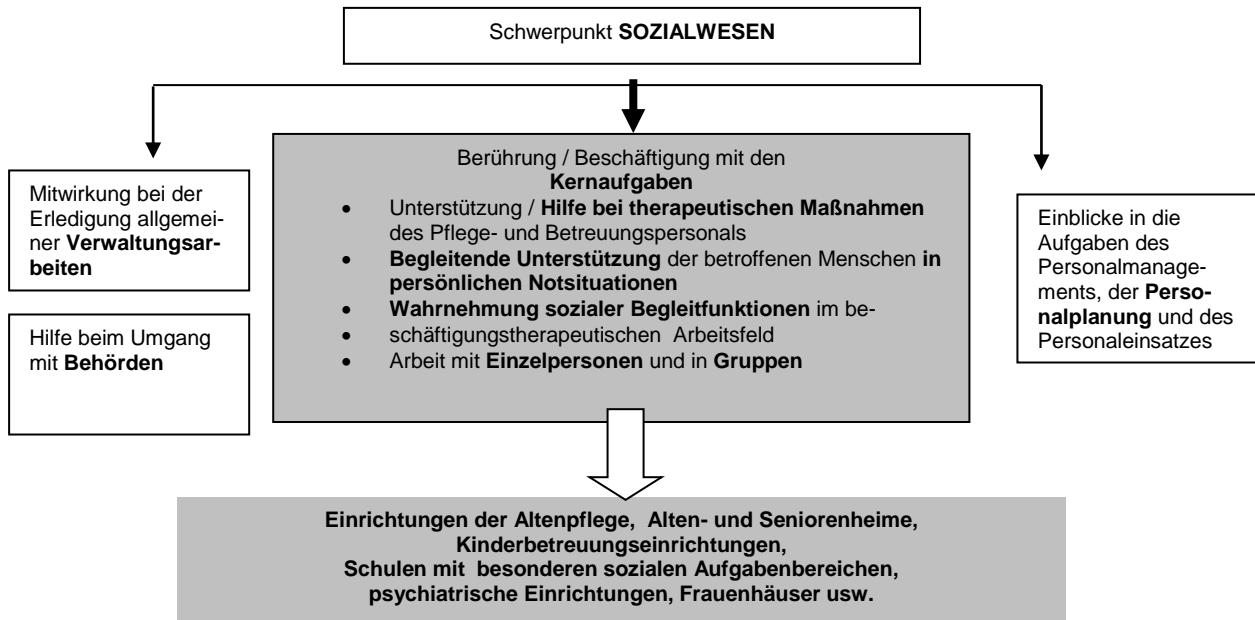 Schwerpunkt SOZIALWESEN
Mitwirkung bei der
Erledigung allgemei-
ner Verwaltungsar-
beiten
Hilfe beim Umgang
mit Behörden
Berührung / Beschäftigung mit den
Kernaufgaben
• Unterstützung / Hilfe bei therapeutischen Maßnahmen
des Pflege- und Betreuungspersonals
• Begleitende Unterstützung der betroffenen Menschen in
persönlichen Notsituationen
• Wahrnehmung sozialer Begleitfunktionen im be-
• schäftigungstherapeutischen Arbeitsfeld
• Arbeit mit Einzelpersonen und in Gruppen
Einblicke in die
Aufgaben des
Personalmanage-
ments, der Perso-
nalplanung und des
Personaleinsatzes
Einrichtungen der Altenpflege, Alten- und Seniorenheime,
Kinderbetreuungseinrichtungen,
Schulen mit besonderen sozialen Aufgabenbereichen,
psychiatrische Einrichtungen, Frauenhäuser usw.